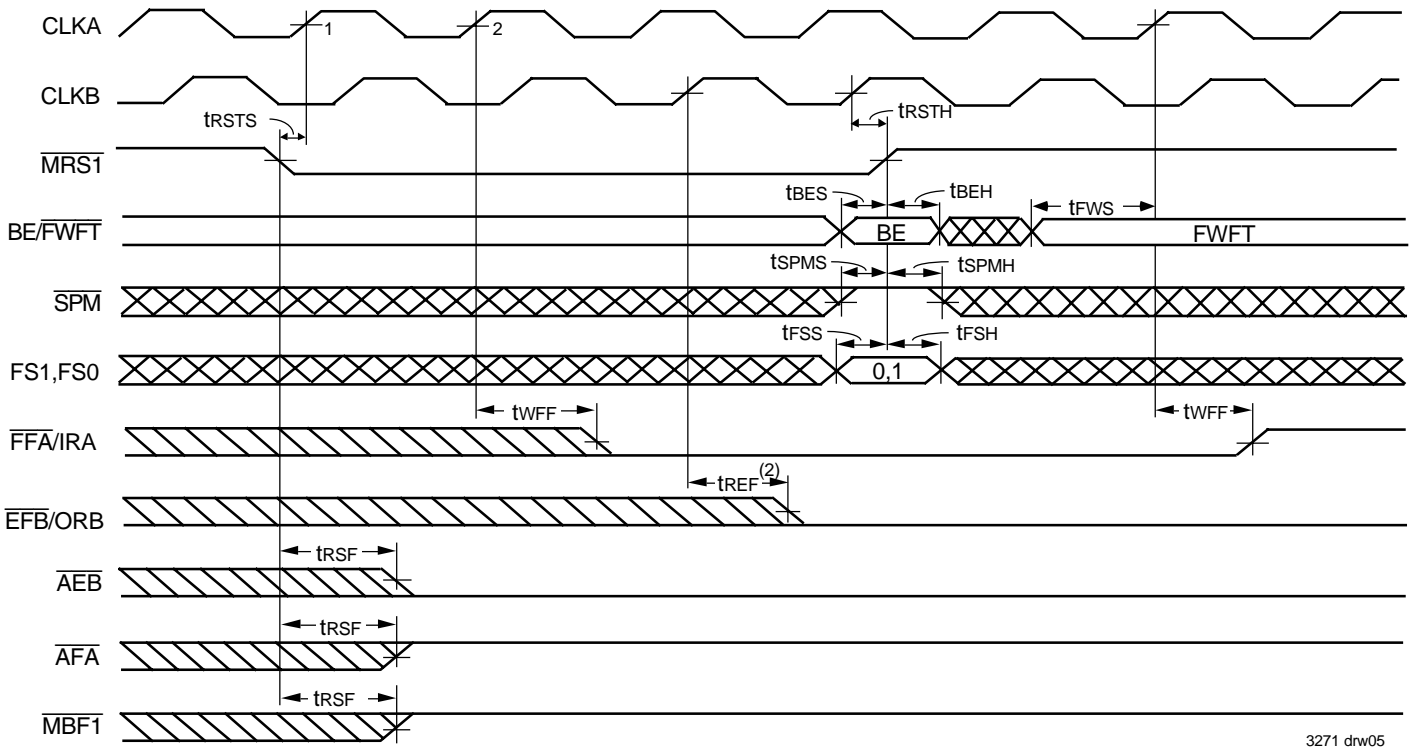 CLKA
1
2
CLKB
tRSTS
tRSTH
MRS1
tBES
tBEH
tFWS
BE/FWFT
BE
FWFT
tSPMS
tSPMH
SPM
tFSS
tFSH
FS1,FS0
0,1
tWFF
tWFF
FFA/IRA
tREF(2)
EFB/ORB
tRSF
AEB
tRSF
AFA
tRSF
MBF1
3271 drw05